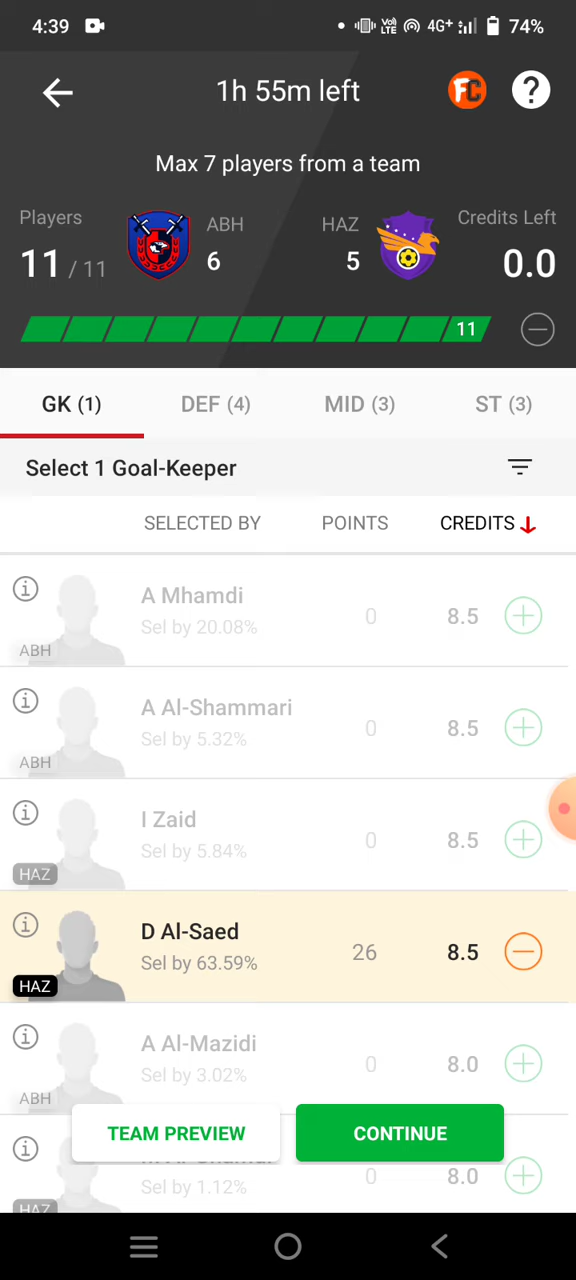 4:39 VoLTE 4G+ 74%
1h 55m left FC ?
Max 7 players from a team
Players ABH HAZ Credits Left
11 / 11 6 5 0.0
11
GK (1) DEF (4) MID (3) ST (3)
Select 1 Goal-Keeper
SELECTED BY POINTS CREDITS
A Mhamdi
Sel by 20.08% 0 8.5
ABH
A Al-Shammari
Sel by 5.32% 0 8.5
ABH
I Zaid
Sel by 5.84% 0 8.5
HAZ
D Al-Saed
Sel by 63.59% 26 8.5
HAZ
A Al-Mazidi
Sel by 3.02% 0 8.0
ABH
TEAM PREVIEW CONTINUE
Sel by 1.12% 0 8.0
HAZ